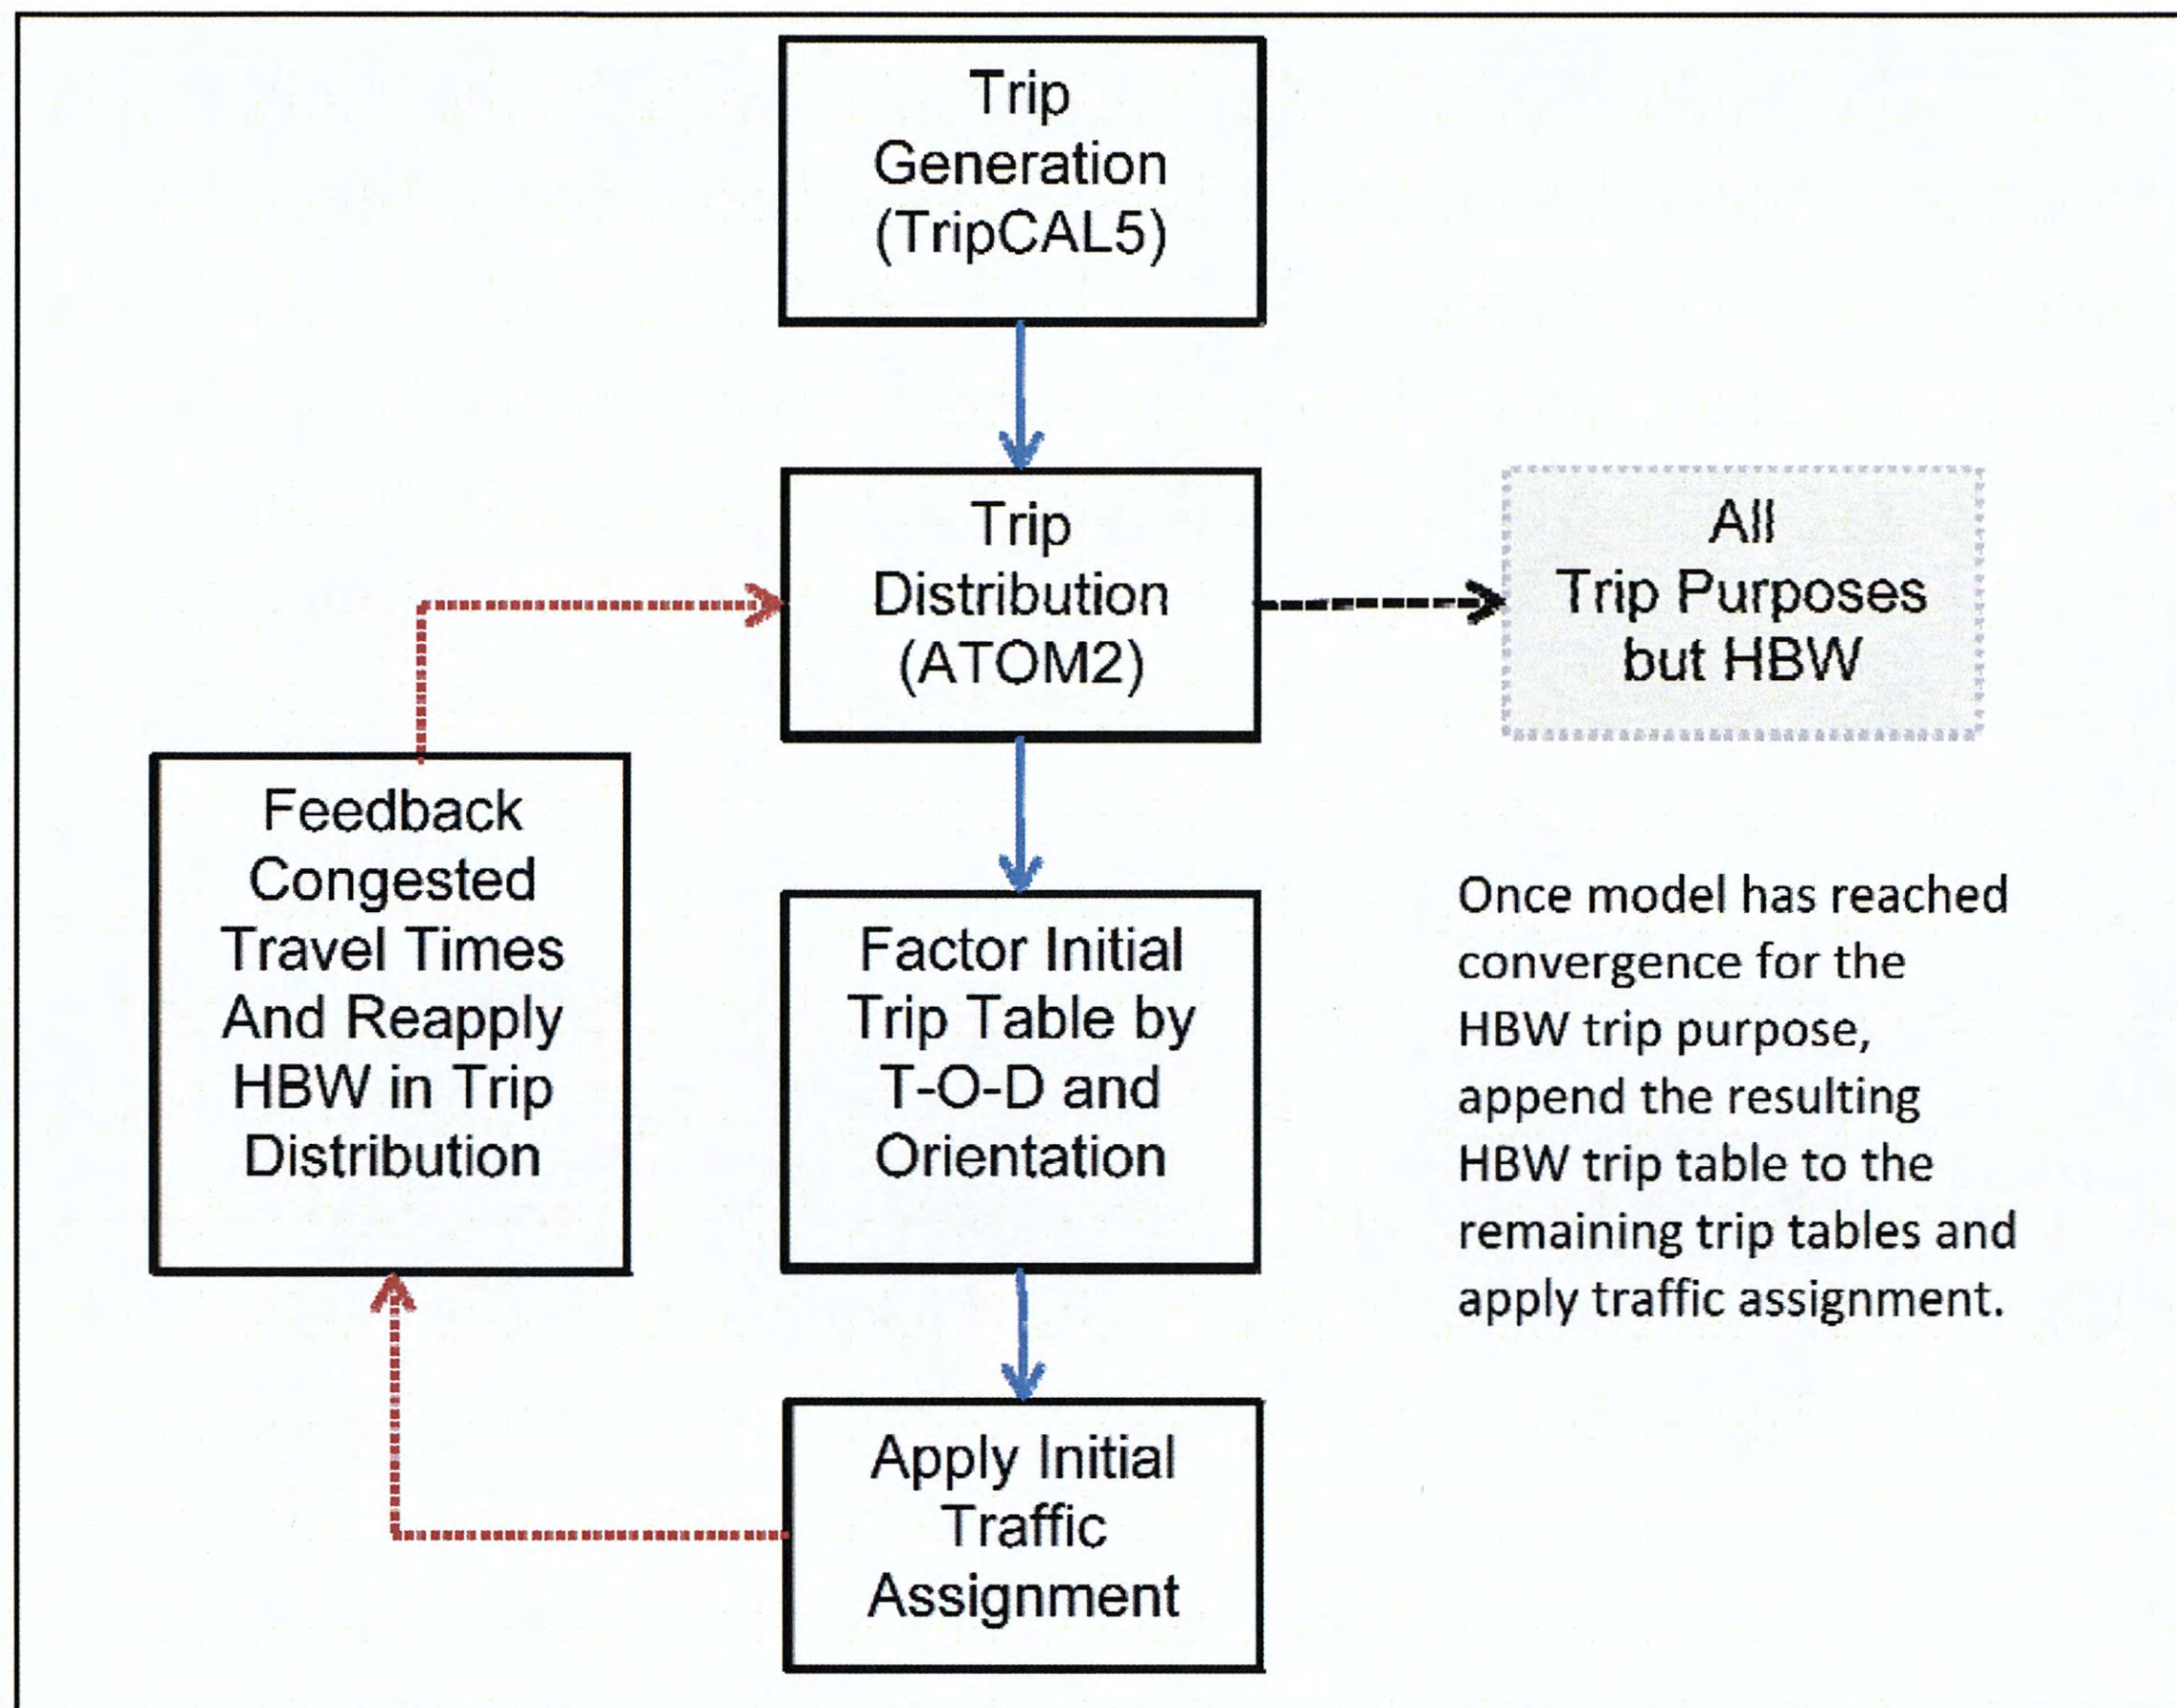 Trip
Generation
(TripCAL5)
Trip
Distribution
(ATOM2)
All
Trip Purposes
but HBW
Feedback
Congested
Travel Times
And Reapply
HBW in Trip
Distribution
Factor Initial
Trip Table by
T-O-D and
Orientation
Once model has reached
convergence for the
HBW trip purpose,
append the resulting
HBW trip table to the
remaining trip tables and
apply traffic assignment.
Apply Initial
Traffic
Assignment